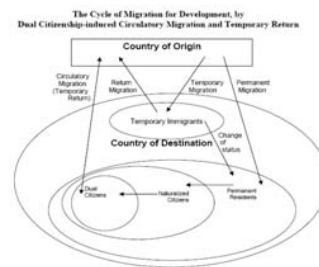 The Cycle of Migration for Development, by
Dual Citizenship-induced Circulatory Migration and Temporary Return
Country of Origin
Circulatory
Migration
(Temporary
Return)
Return
Migration
Temporary
Migration
Permanent
Migration
Temporary Immigrants
Country of Destination
Change
of
status
Dual
Citizens
Naturalized
Citizens
Permanent
Residents